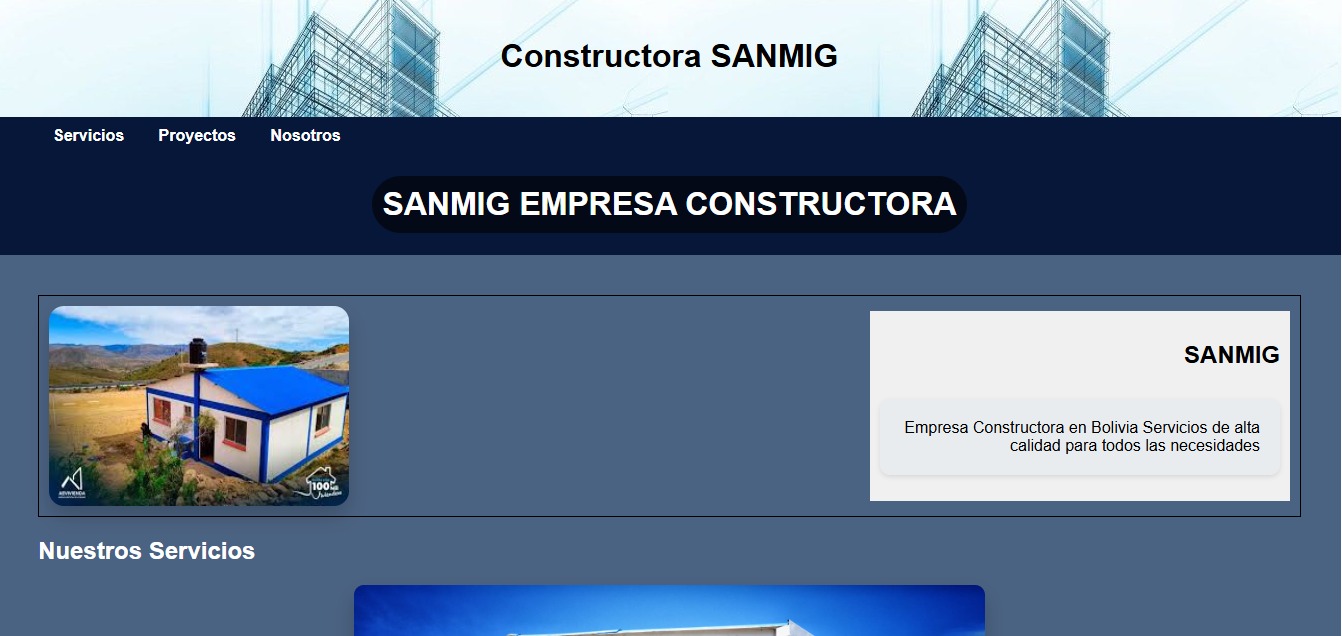 Constructora SANMIG
Servicios Proyectos Nosotros
SANMIG EMPRESA CONSTRUCTORA
AEVIVIENDA
100
SANMIG
Empresa Constructora en Bolivia Servicios de alta
calidad para todos las necesidades
Nuestros Servicios